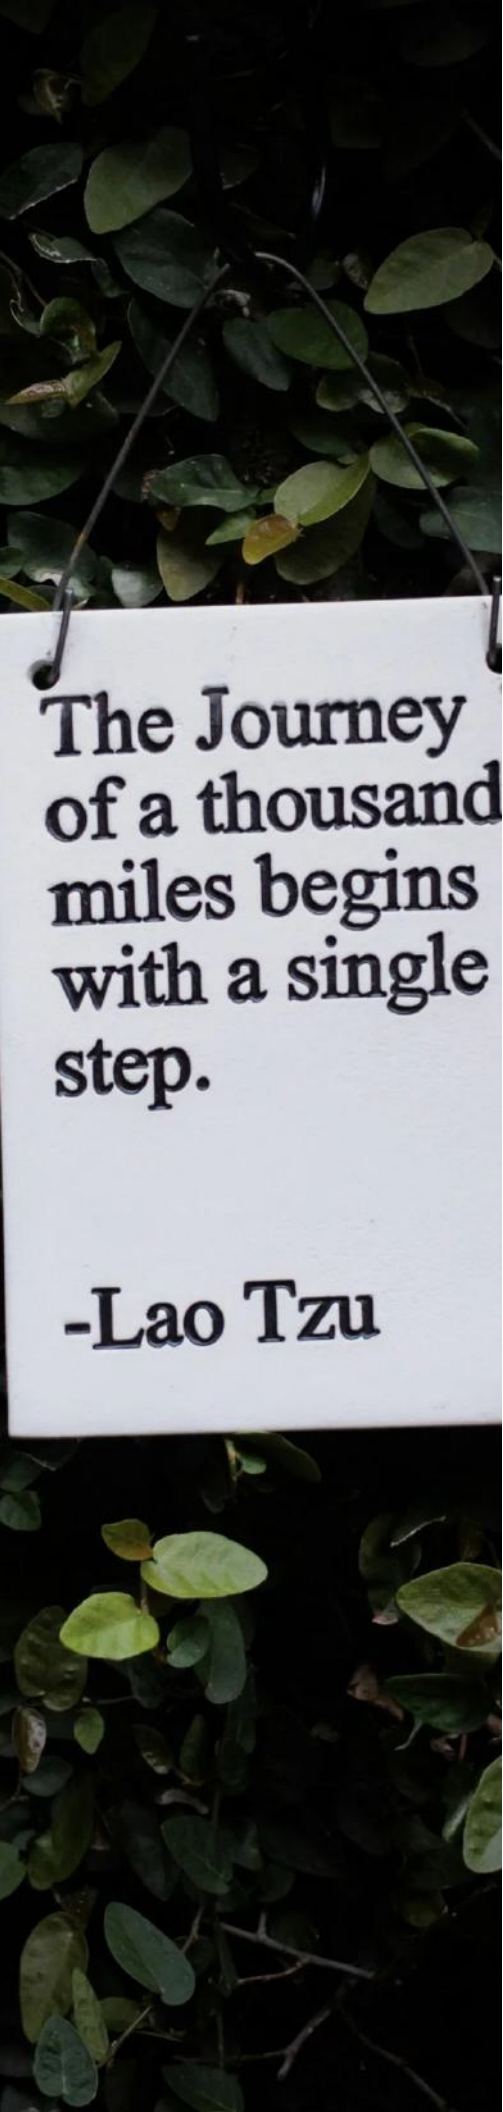 The Journey
of a thousand
miles begins
with a single
step.
-Lao Tzu